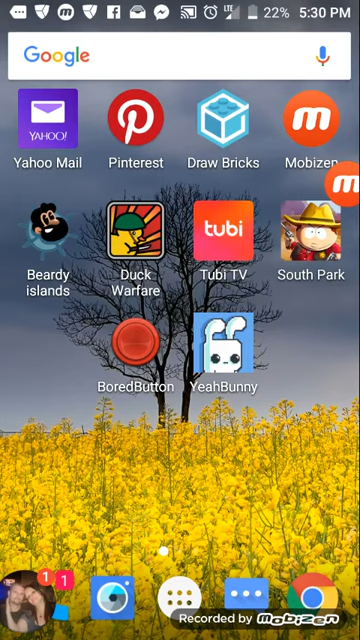 LTE 22% 5:30 PM
Google
YAHOO!
Yahoo Mail Pinterest Draw Bricks Mobizen
tubi
Beardy islands Duck Warfare Tubi TV South Park
BoredButton YeahBunny
1 1
Recorded by Mobizen